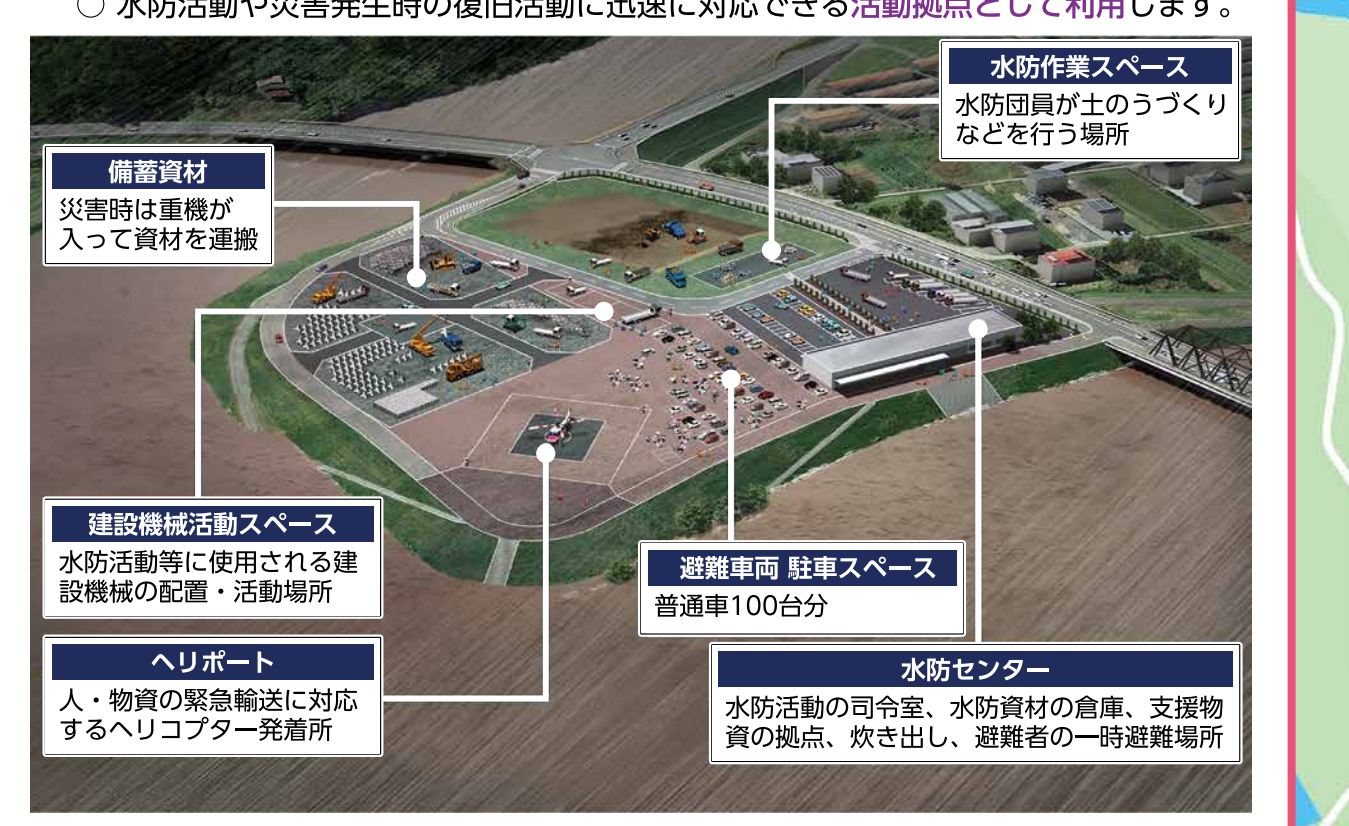 ○ 水防活動や災害発生時の復旧活動に迅速に対応できる活動拠点として利用します。
水防作業スペース
水防団員が土のうづくり
などを行う場所
備蓄資材
災害時は重機が
入って資材を運搬
建設機械活動スペース
水防活動等に使用される建
設機械の配置・活動場所
避難車両 駐車スペース
普通車100台分
ヘリポート
人・物資の緊急輸送に対応
するヘリコプター発着所
水防センター
水防活動の司令室、水防資材の倉庫、支援物
資の拠点、炊き出し、避難者の一時避難場所